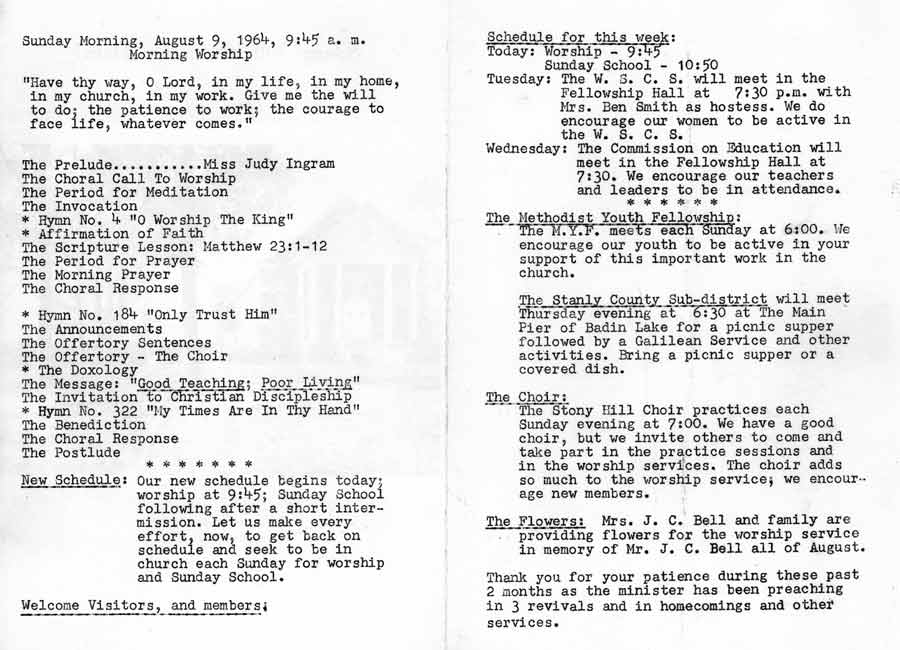 Sunday Morning, August 9, 1964, 9:45 a. m.
Morning Worship
"Have thy way, O Lord, in my life, in my home,
in my church, in my work. Give me the will
to do; the patience to work; the courage to
face life, whatever comes."
The Prelude...........Miss Judy Ingram
The Choral Call To Worship
The Period for Meditation
The Invocation
* Hymn No. 4 "O Worship The King"
* Affirmation of Faith
The Scripture Lesson: Matthew 23:1-12
The Period for Prayer
The Morning Prayer
The Choral Response
* Hymn No. 184 "Only Trust Him"
The Announcements
The Offertory Sentences
The Offertory - The Choir
* The Doxology
The Message: "Good Teaching; Poor Living"
The Invitation to Christian Discipleship
* Hymn No. 322 "My Times Are In Thy Hand"
The Benediction
The Choral Response
The Postlude
* * * * * * *
New Schedule: Our new schedule begins today;
worship at 9:45; Sunday School
following after a short inter-
mission. Let us make every
effort, now, to get back on
schedule and seek to be in
church each Sunday for worship
and Sunday School.
Welcome Visitors, and members;
Schedule for this week:
Today: Worship - 9:45
Sunday School - 10:50
Tuesday: The W. S. C. S. will meet in the
Fellowship Hall at 7:30 p.m. with
Mrs. Ben Smith as hostess. We do
encourage our women to be active in
the W. S. C. S.
Wednesday: The Commission on Education will
meet in the Fellowship Hall at
7:30. We encourage our teachers
and leaders to be in attendance.
* * * * * *
The Methodist Youth Fellowship:
The M.Y.F. meets each Sunday at 6:00. We
encourage our youth to be active in your
support of this important work in the
church.
The Stanly County Sub-district will meet
Thursday evening at 6:30 at The Main
Pier of Badin Lake for a picnic supper
followed by a Galilean Service and other
activities. Bring a picnic supper or a
covered dish.
The Choir:
The Stony Hill Choir practices each
Sunday evening at 7:00. We have a good
choir, but we invite others to come and
take part in the practice sessions and
in the worship services. The choir adds
so much to the worship service; we encour-
age new members.
The Flowers: Mrs. J. C. Bell and family are
providing flowers for the worship service
in memory of Mr. J. C. Bell all of August.
Thank you for your patience during these past
2 months as the minister has been preaching
in 3 revivals and in homecomings and other
services.